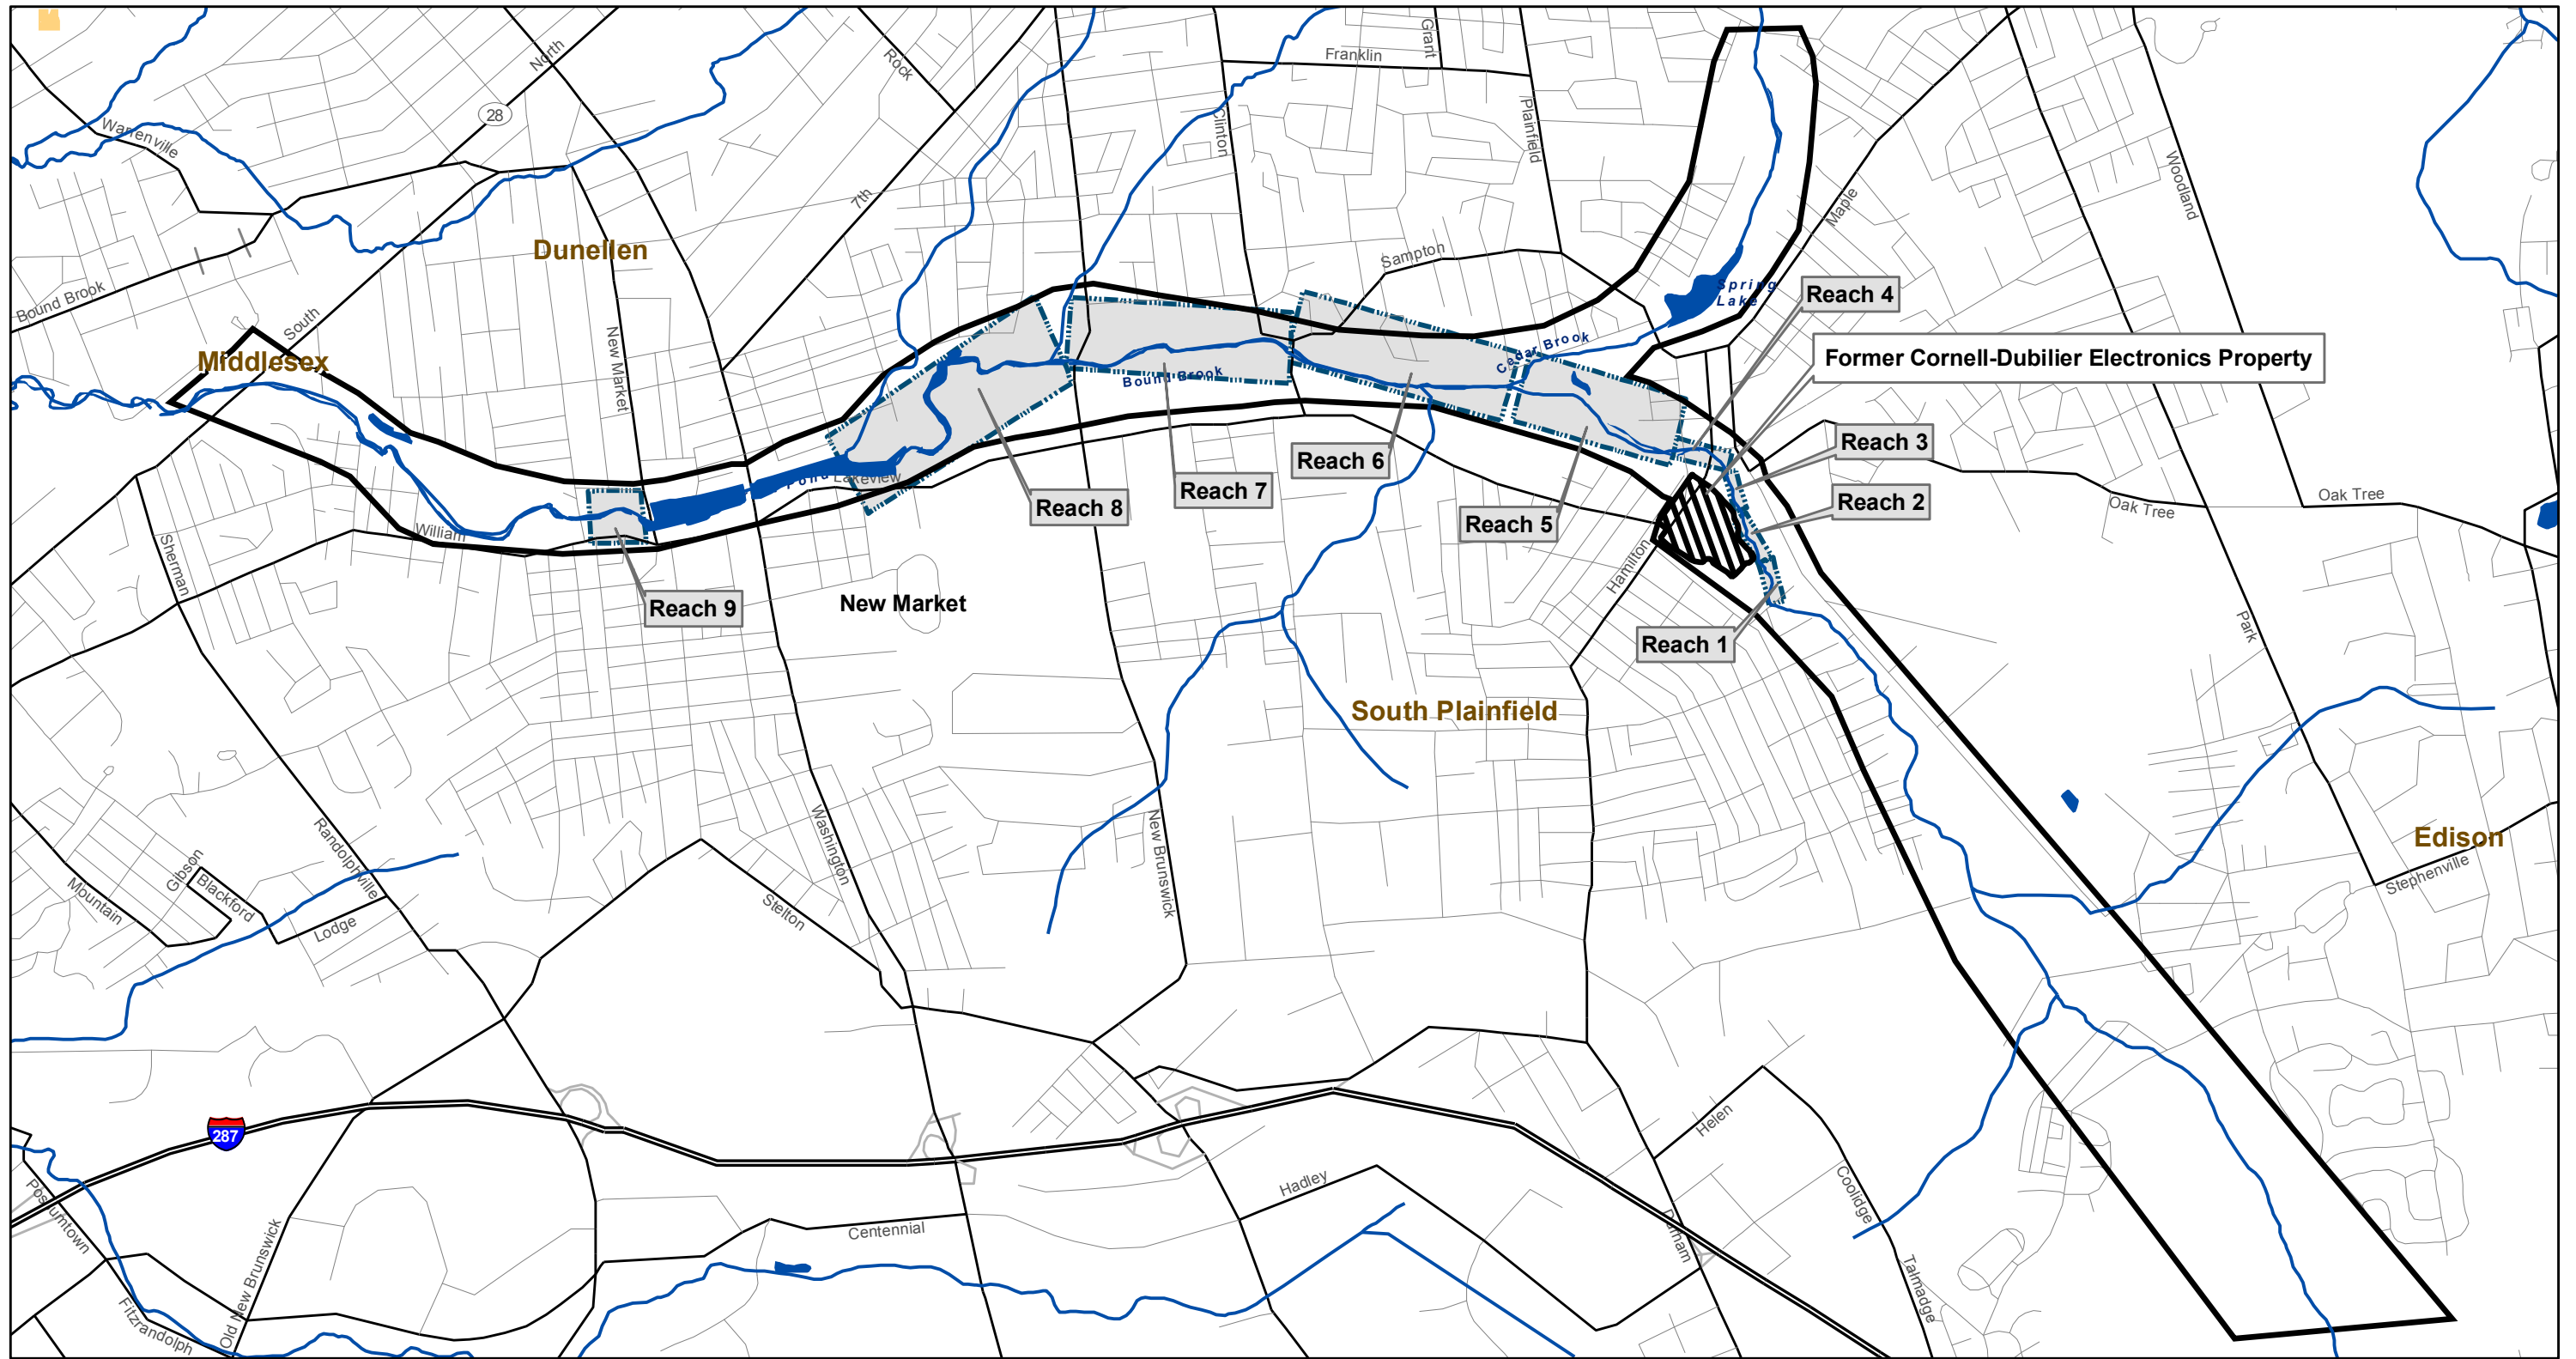 Franklin
Grant
North
Rock
28
Warrenville
Clinton
Plainfield
Woodland
7th
Maple
Dunellen
Sampton
Spring
Lake
Reach 4
Bound Brook
South
New Market
Middlesex
Cedar Brook
Former Cornell-Dubilier Electronics Property
Bound Brook
Reach 3
Reach 6
Reach 7
Pond
Lakeview
Reach 8
Reach 2
Oak Tree
Oak Tree
Reach 5
William
Sherman
Hamilton
Reach 9
New Market
Reach 1
Park
South Plainfield
Edison
Stephenville
Randolphville
Washington
New Brunswick
Gibson
Blackford
Mountain
Lodge
Stelton
287
Helen
Hadley
Coolidge
Possumtown
Centennial
Durham
Old New Brunswick
Talmadge
Fitzrandolph